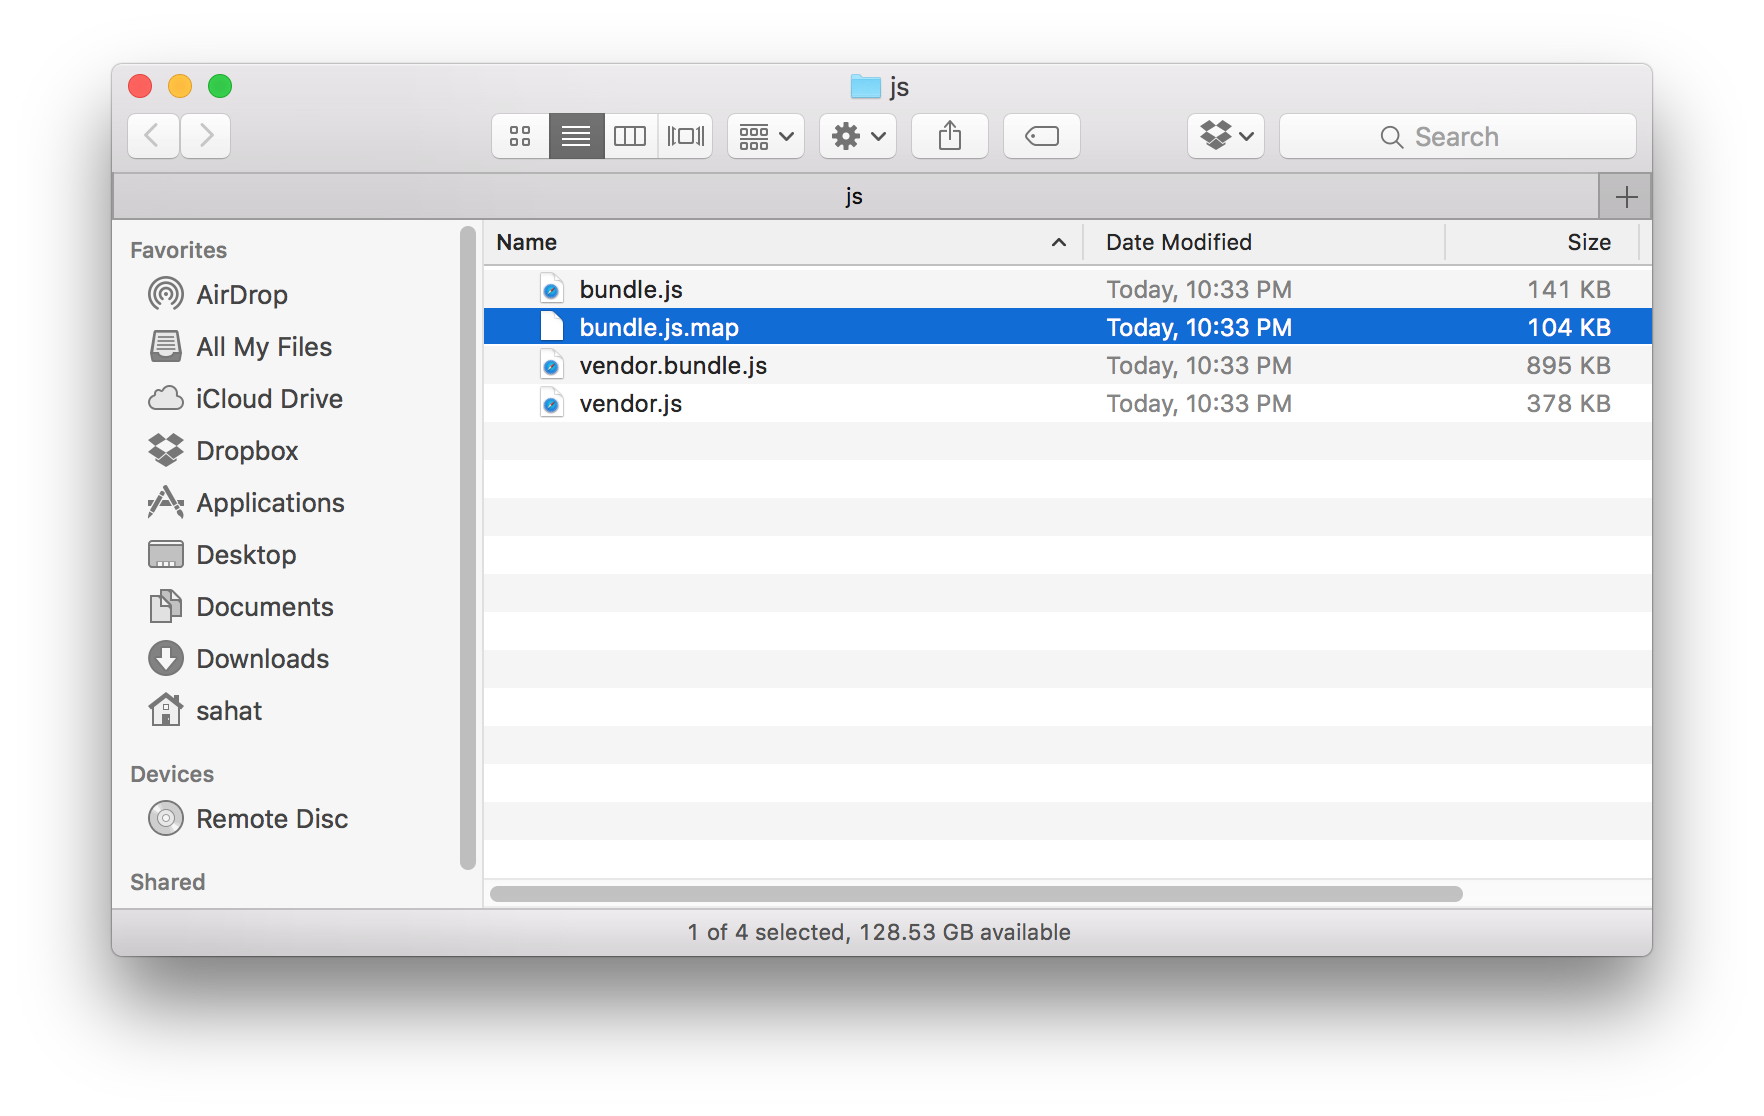 js
Search
js
Favorites
AirDrop
All My Files
iCloud Drive
Dropbox
Applications
Desktop
Documents
Downloads
sahat
Devices
Remote Disc
Shared
Name Date Modified Size
bundle.js Today, 10:33 PM 141 KB
bundle.js.map Today, 10:33 PM 104 KB
vendor.bundle.js Today, 10:33 PM 895 KB
vendor.js Today, 10:33 PM 378 KB
1 of 4 selected, 128.53 GB available